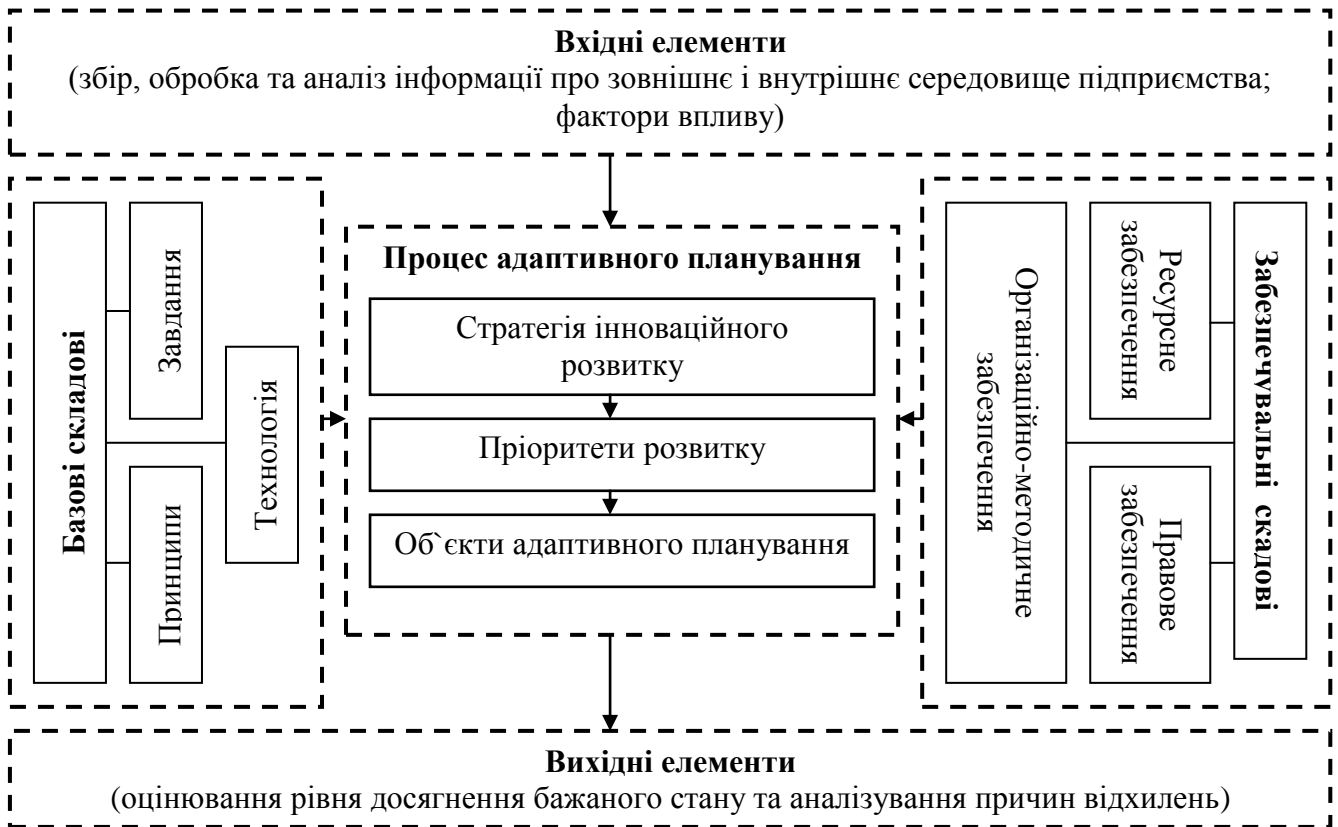 Вхідні елементи
(збір, обробка та аналіз інформації про зовнішнє і внутрішнє середовище підприємства;
фактори впливу)
Базові складові
Завдання
Принципи
Технологія
Процес адаптивного планування
Стратегія інноваційного
розвитку
Пріоритети розвитку
Об`єкти адаптивного планування
Організаційно-методичне
забезпечення
Ресурсне
забезпечення
Правове
забезпечення
Забезпечувальні скадові
Вихідні елементи
(оцінювання рівня досягнення бажаного стану та аналізування причин відхилень)